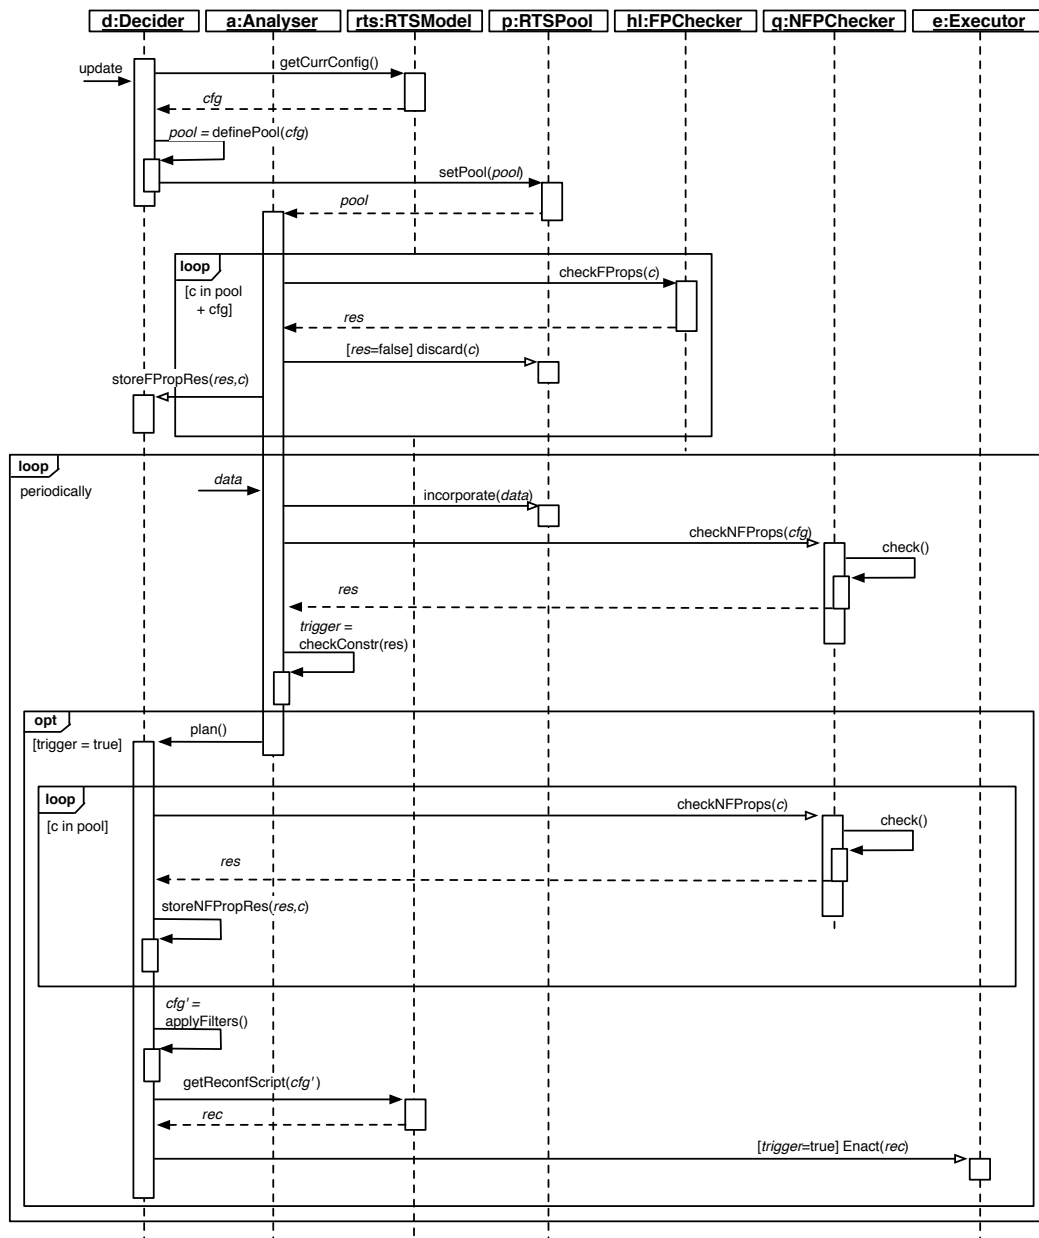 d:Decider
a:Analyser
rts:RTSModel
p:RTSPool
hl:FPChecker
q:NFPChecker
e:Executor
update
getCurrConfig()
cfg
pool = definePool(cfg)
setPool(pool)
pool
loop
[c in pool
+ cfg]
checkFProps(c)
res
[res=false] discard(c)
storeFPropRes(res,c)
loop
periodically
data
incorporate(data)
checkNFProps(cfg)
check()
res
trigger =
checkConstr(res)
opt
[trigger = true]
plan()
loop
[c in pool]
checkNFProps(c)
check()
res
storeNFPropRes(res,c)
cfg' =
applyFilters()
getReconfScript(cfg')
rec
[trigger=true] Enact(rec)